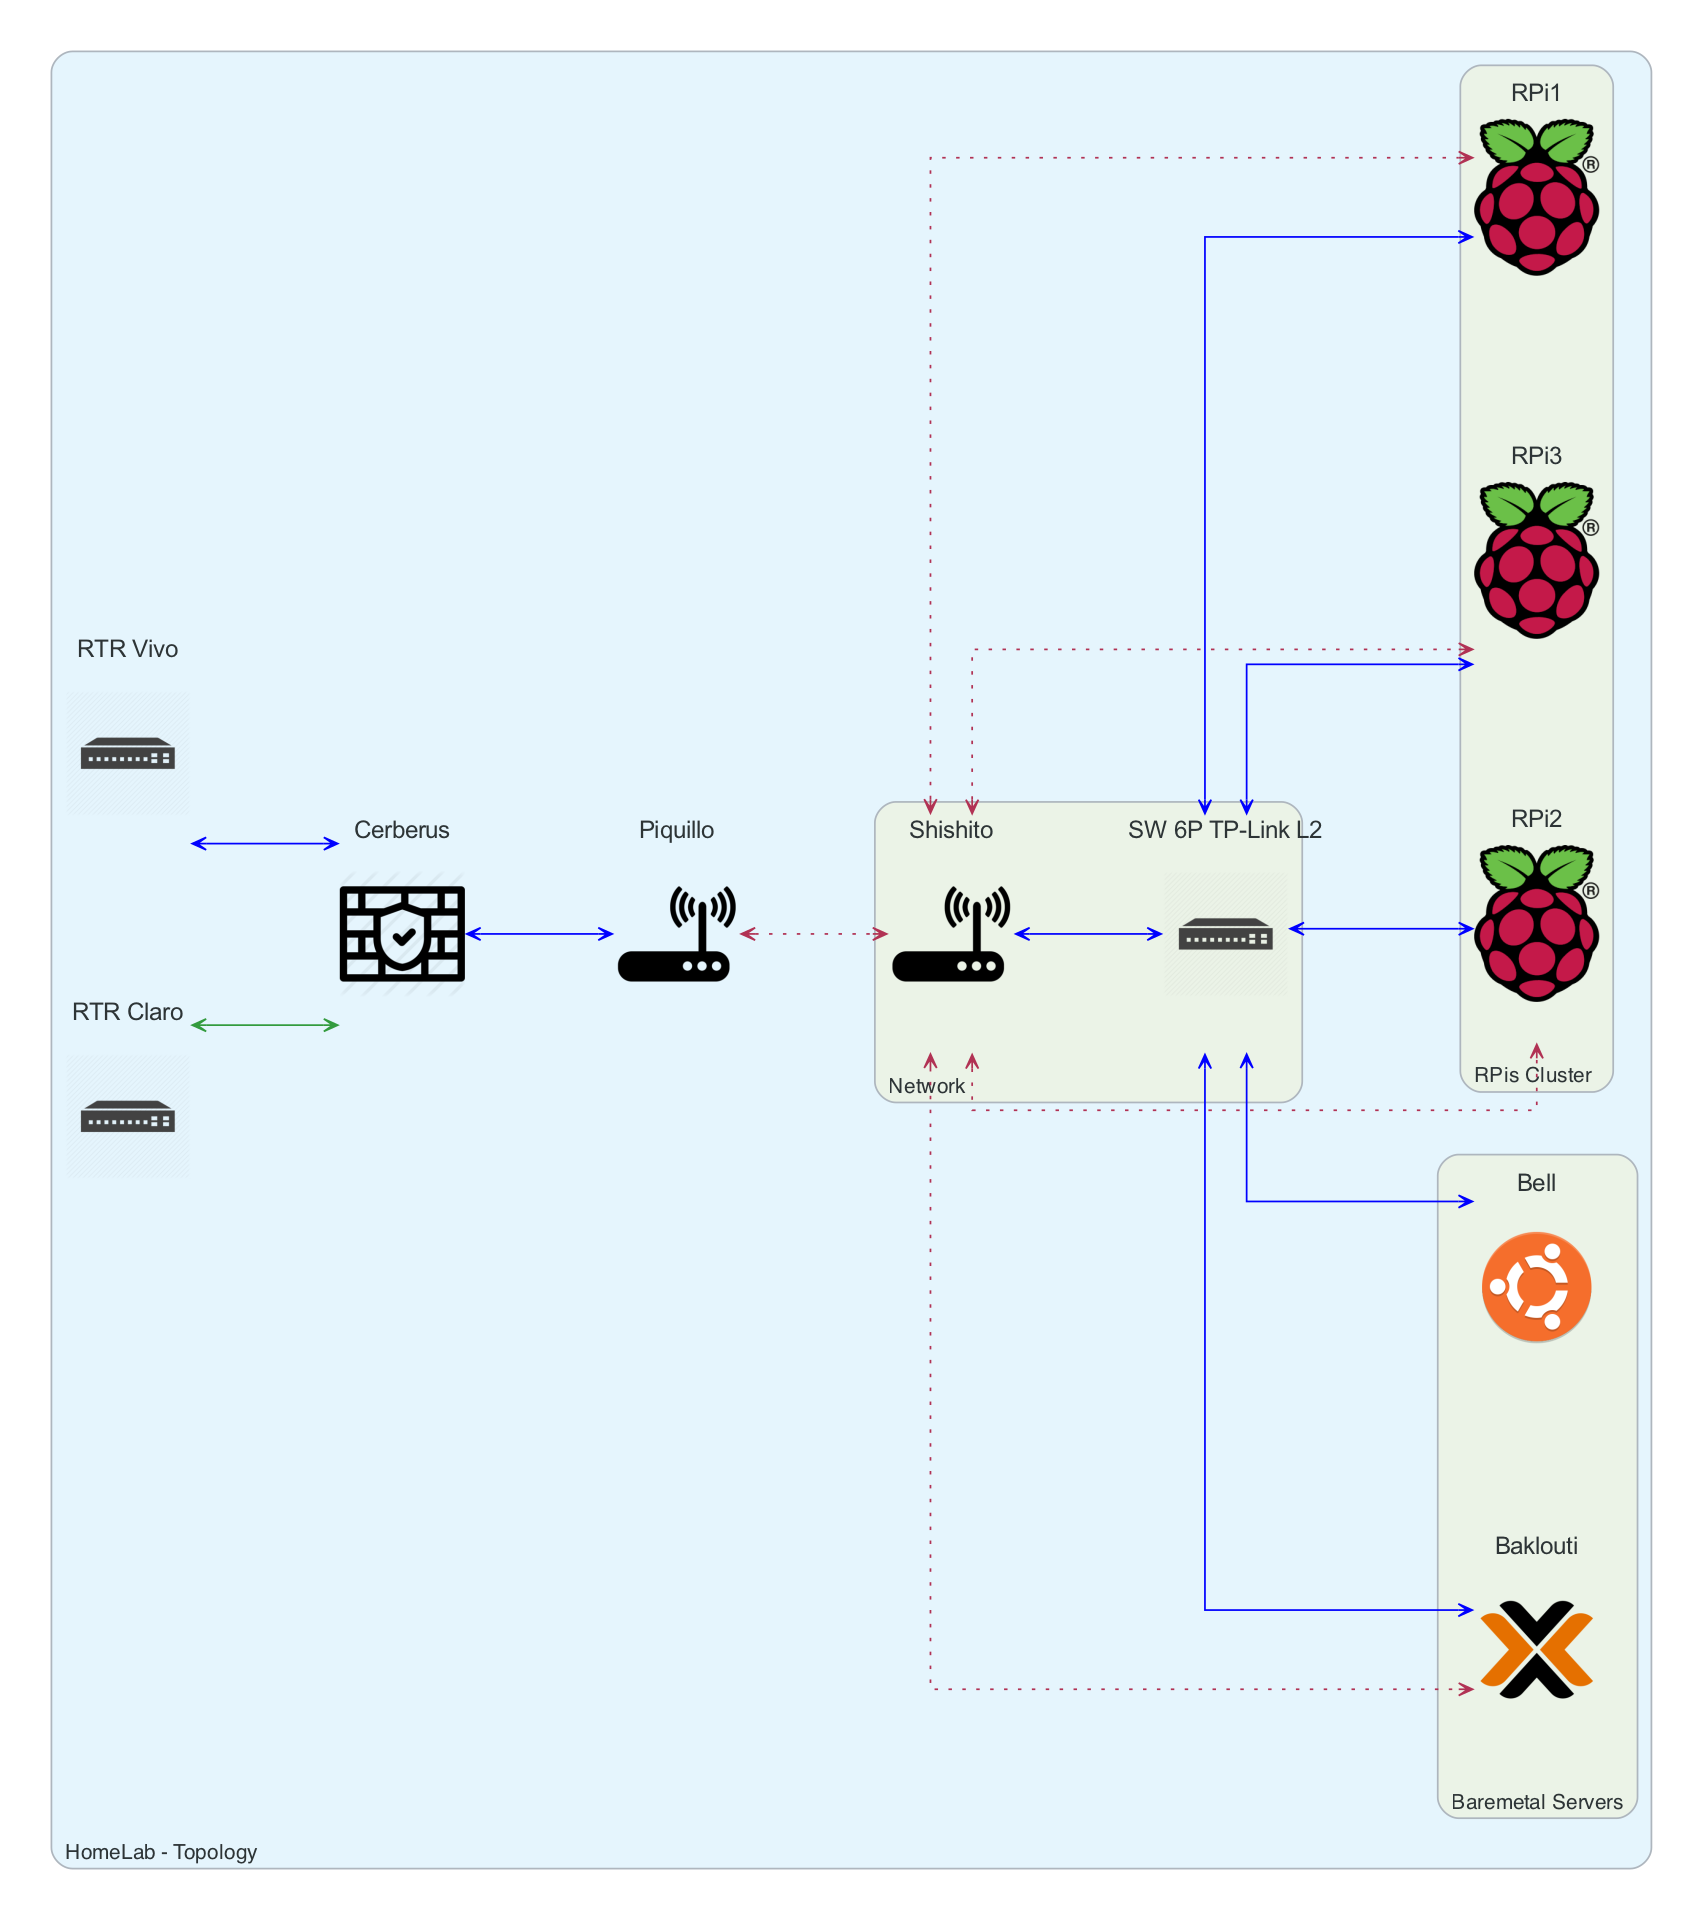 RPi1
®
RPi3
®
RTR Vivo
Cerberus
Piquillo
Shishito
SW 6P TP-Link L2
RPi2
®
RTR Claro
Network
RPis Cluster
Bell
Baklouti
Baremetal Servers
HomeLab - Topology